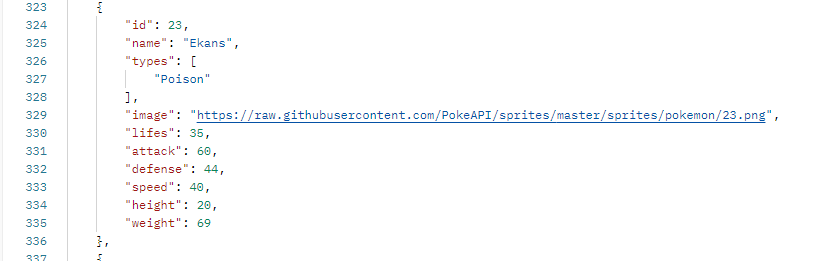 323 {
324 "id": 23,
325 "name": "Ekans",
326 "types": [
327 "Poison"
328 ],
329 "image": "https://raw.githubusercontent.com/PokeAPI/sprites/master/sprites/pokemon/23.png",
330 "lifes": 35,
331 "attack": 60,
332 "defense": 44,
333 "speed": 40,
334 "height": 20,
335 "weight": 69
336 },
337 {